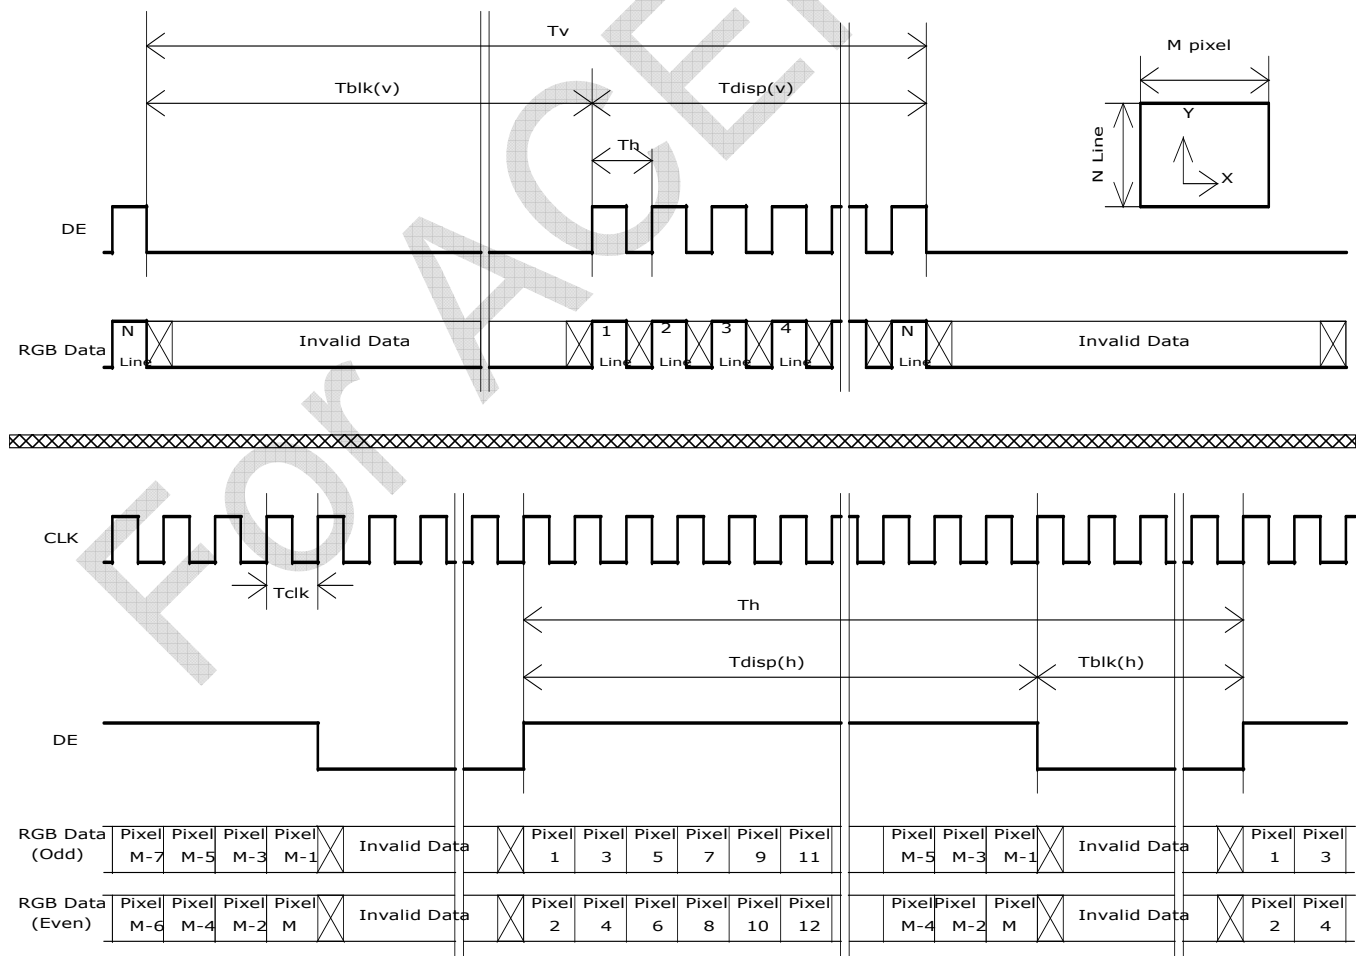 For ACER
Tv
M pixel
Tblk(v)
Tdisp(v)
Th
N Line
Y
X
DE
RGB Data
N Line
Invalid Data
1 Line
2 Line
3 Line
4 Line
N Line
Invalid Data
CLK
Tclk
Th
Tdisp(h)
Tblk(h)
DE
RGB Data (Odd)
Pixel M-7
Pixel M-5
Pixel M-3
Pixel M-1
Invalid Data
Pixel 1
Pixel 3
Pixel 5
Pixel 7
Pixel 9
Pixel 11
Pixel M-5
Pixel M-3
Pixel M-1
Invalid Data
Pixel 1
Pixel 3
RGB Data (Even)
Pixel M-6
Pixel M-4
Pixel M-2
Pixel M
Invalid Data
Pixel 2
Pixel 4
Pixel 6
Pixel 8
Pixel 10
Pixel 12
Pixel M-4
Pixel M-2
Pixel M
Invalid Data
Pixel 2
Pixel 4